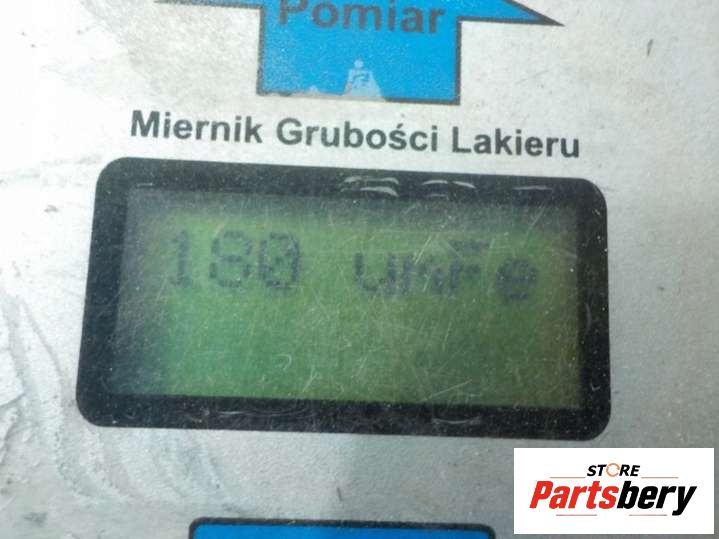 Pomiar
Miernik Grubości Lakieru
180 umFe
STORE
Partsbery